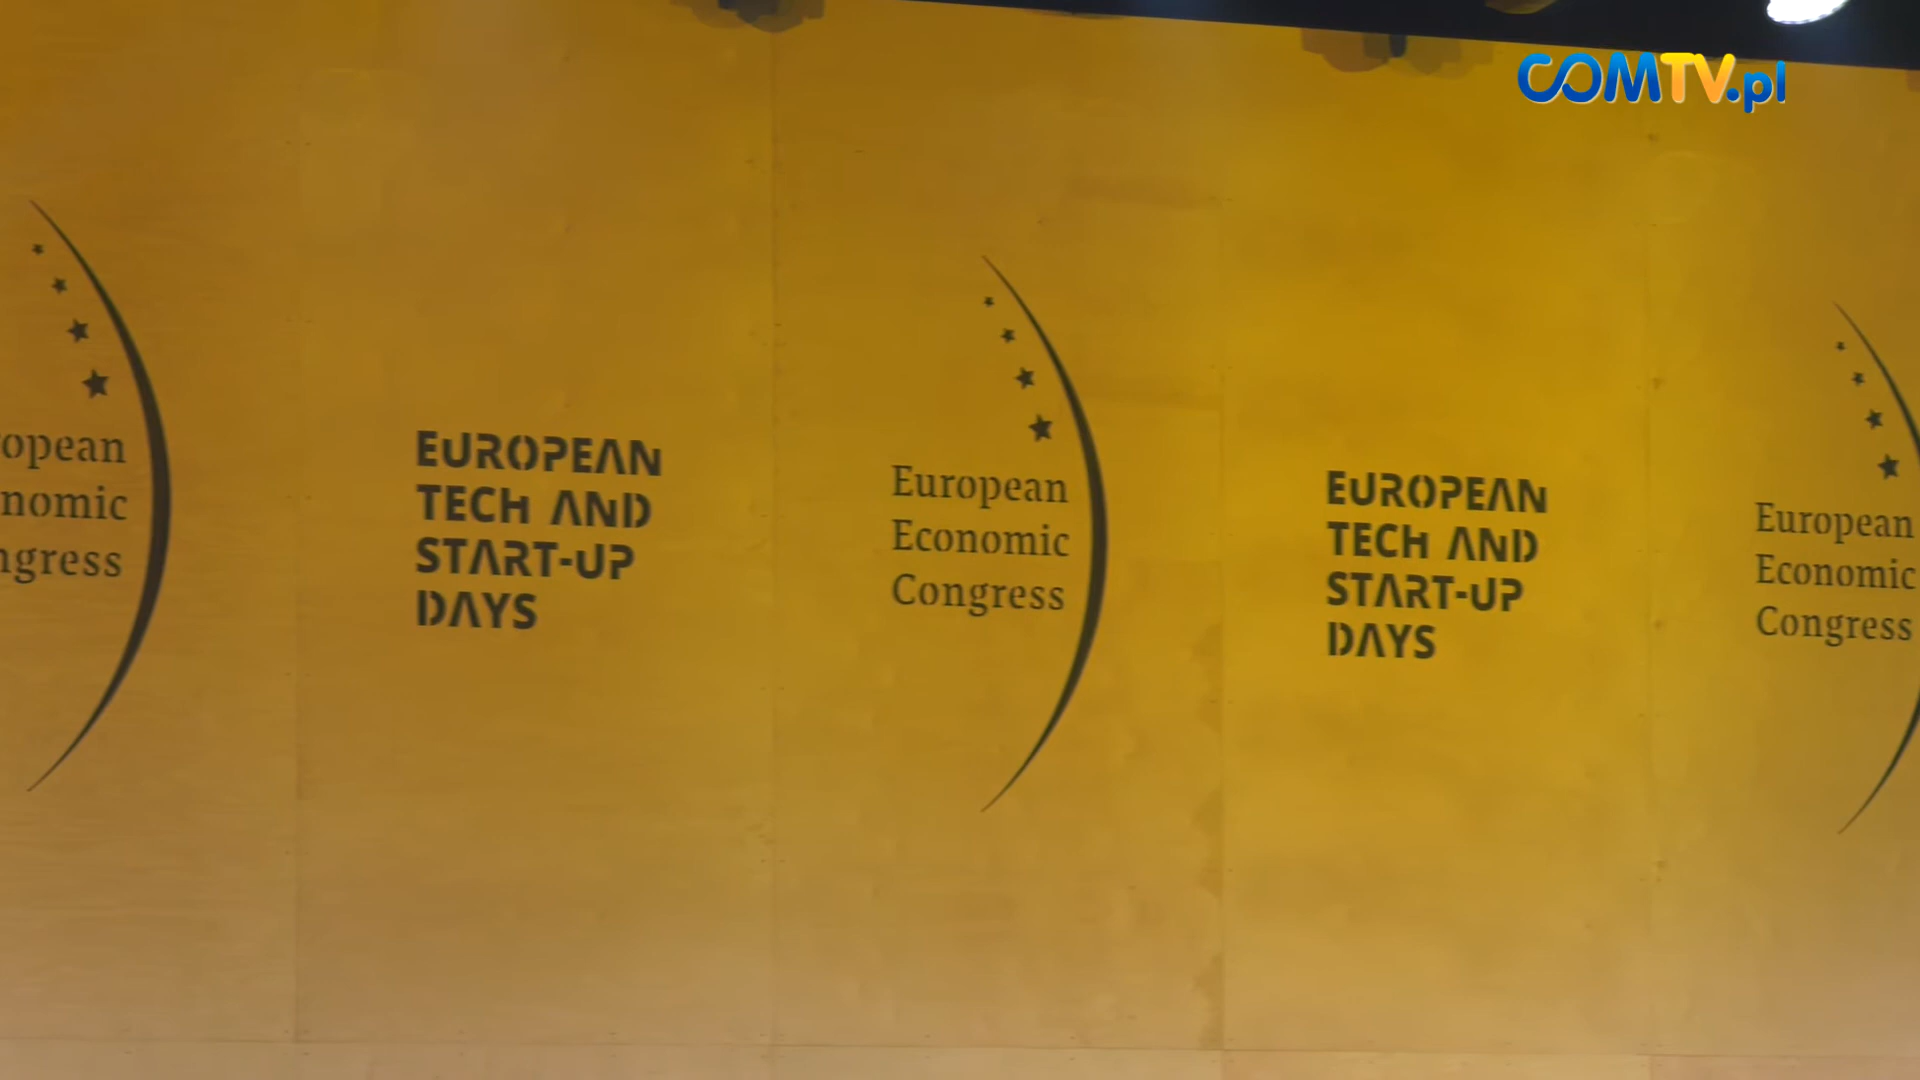 COMTV.pl
opean
nomic
ngress
EUROPEAN
TECH AND
START-UP
DAYS
European
Economic
Congress
EUROPEAN
TECH AND
START-UP
DAYS
European
Economic
Congress